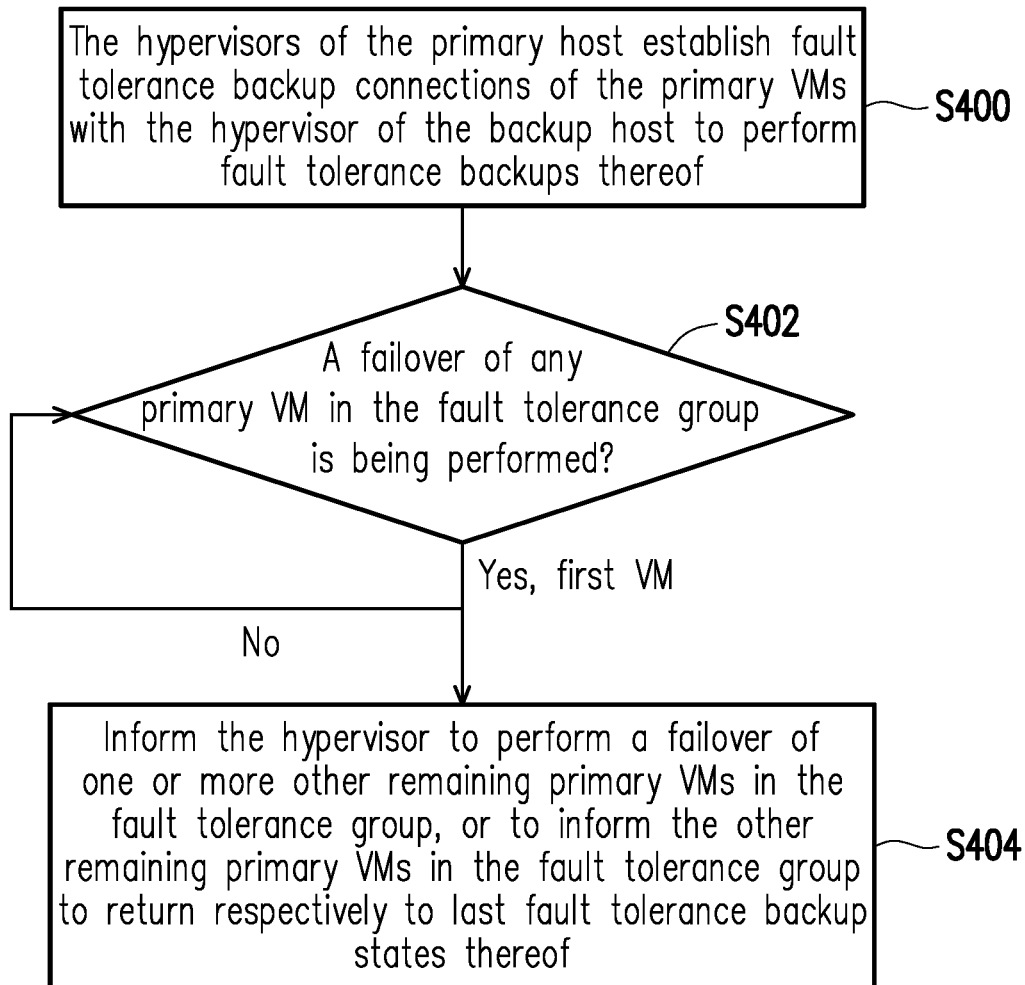 The hypervisors of the primary host establish fault
tolerance backup connections of the primary VMs
with the hypervisor of the backup host to perform
fault tolerance backups thereof
S400
S402
A failover of any
primary VM in the fault tolerance group
is being performed?
Yes, first VM
No
Inform the hypervisor to perform a failover of
one or more other remaining primary VMs in the
fault tolerance group, or to inform the other
remaining primary VMs in the fault tolerance group
to return respectively to last fault tolerance backup
states thereof
S404